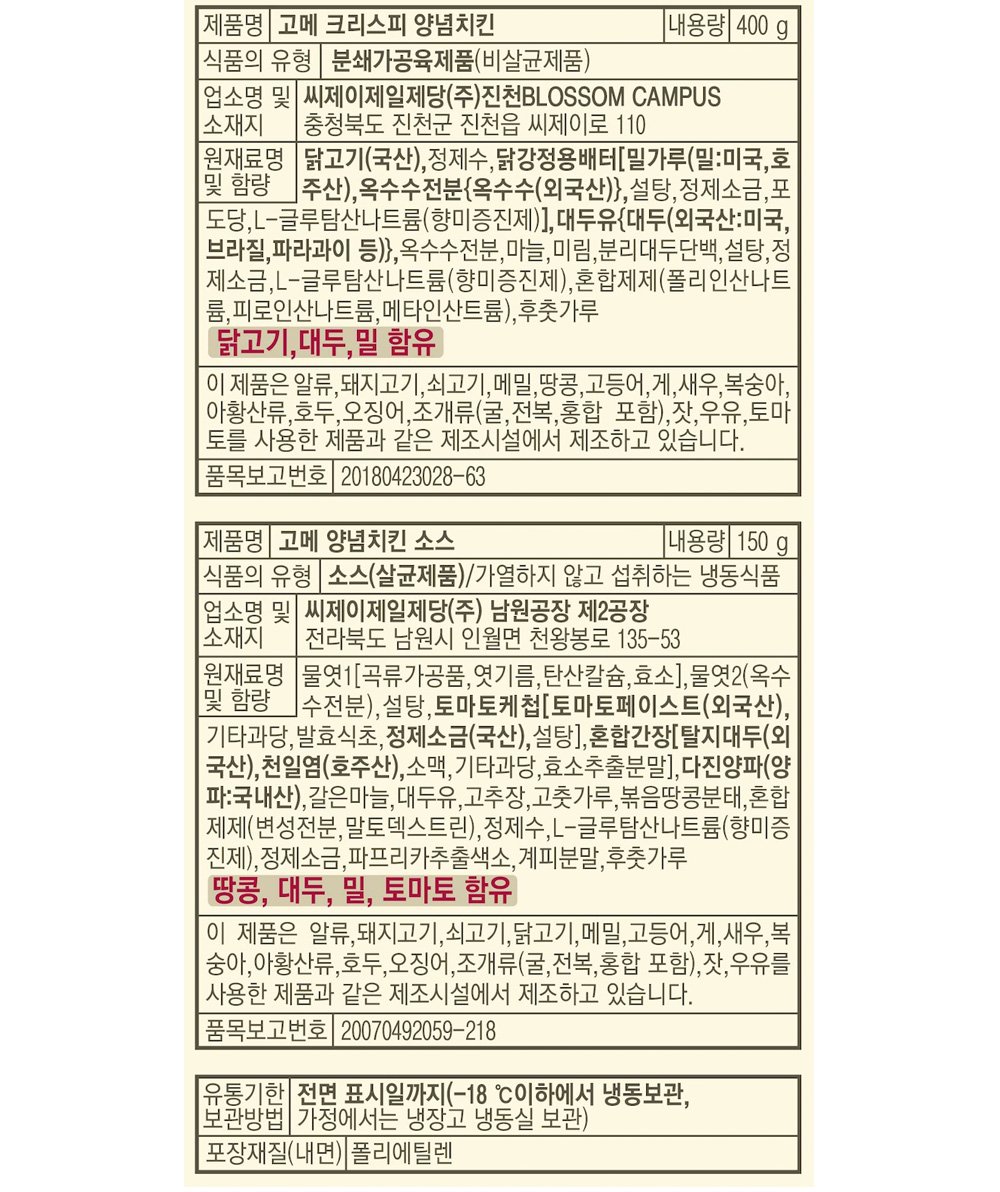 제품명 고메 크리스피 양념치킨 내용량 400 g
식품의 유형 분쇄가공육제품(비살균제품)
업소명 및 소재지 씨제이제일제당(주)진천BLOSSOM CAMPUS
충청북도 진천군 진천읍 씨제이로 110
원재료명 및 함량 닭고기(국산),정제수,닭강정용배터[밀가루(밀:미국,호
주산),옥수수전분{옥수수(외국산)},설탕,정제소금,포
도당,L-글루탐산나트륨(향미증진제)],대두유{대두(외국산:미국,
브라질,파라과이 등)},옥수수전분,마늘,미림,분리대두단백,설탕,정
제소금,L-글루탐산나트륨(향미증진제),혼합제제(폴리인산나트
륨,피로인산나트륨,메타인산트륨),후춧가루
닭고기,대두,밀 함유
이 제품은 알류,돼지고기,쇠고기,메밀,땅콩,고등어,게,새우,복숭아,
아황산류,호두,오징어,조개류(굴,전복,홍합 포함),잣,우유,토마
토를 사용한 제품과 같은 제조시설에서 제조하고 있습니다.
품목보고번호 20180423028-63
제품명 고메 양념치킨 소스 내용량 150 g
식품의 유형 소스(살균제품)/가열하지 않고 섭취하는 냉동식품
업소명 및 소재지 씨제이제일제당(주) 남원공장 제2공장
전라북도 남원시 인월면 천왕봉로 135-53
원재료명 및 함량 물엿1[곡류가공품,엿기름,탄산칼슘,효소],물엿2(옥수
수전분),설탕,토마토케첩[토마토페이스트(외국산),
기타과당,발효식초,정제소금(국산),설탕],혼합간장[탈지대두(외
국산),천일염(호주산),소맥,기타과당,효소추출분말],다진양파(양
파:국내산),갈은마늘,대두유,고추장,고춧가루,볶음땅콩분태,혼합
제제(변성전분,말토덱스트린),정제수,L-글루탐산나트륨(향미증
진제),정제소금,파프리카추출색소,계피분말,후춧가루
땅콩, 대두, 밀, 토마토 함유
이 제품은 알류,돼지고기,쇠고기,닭고기,메밀,고등어,게,새우,복
숭아,아황산류,호두,오징어,조개류(굴,전복,홍합 포함),잣,우유를
사용한 제품과 같은 제조시설에서 제조하고 있습니다.
품목보고번호 20070492059-218
유통기한 보관방법 전면 표시일까지(-18 ℃이하에서 냉동보관,
가정에서는 냉장고 냉동실 보관)
포장재질(내면) 폴리에틸렌